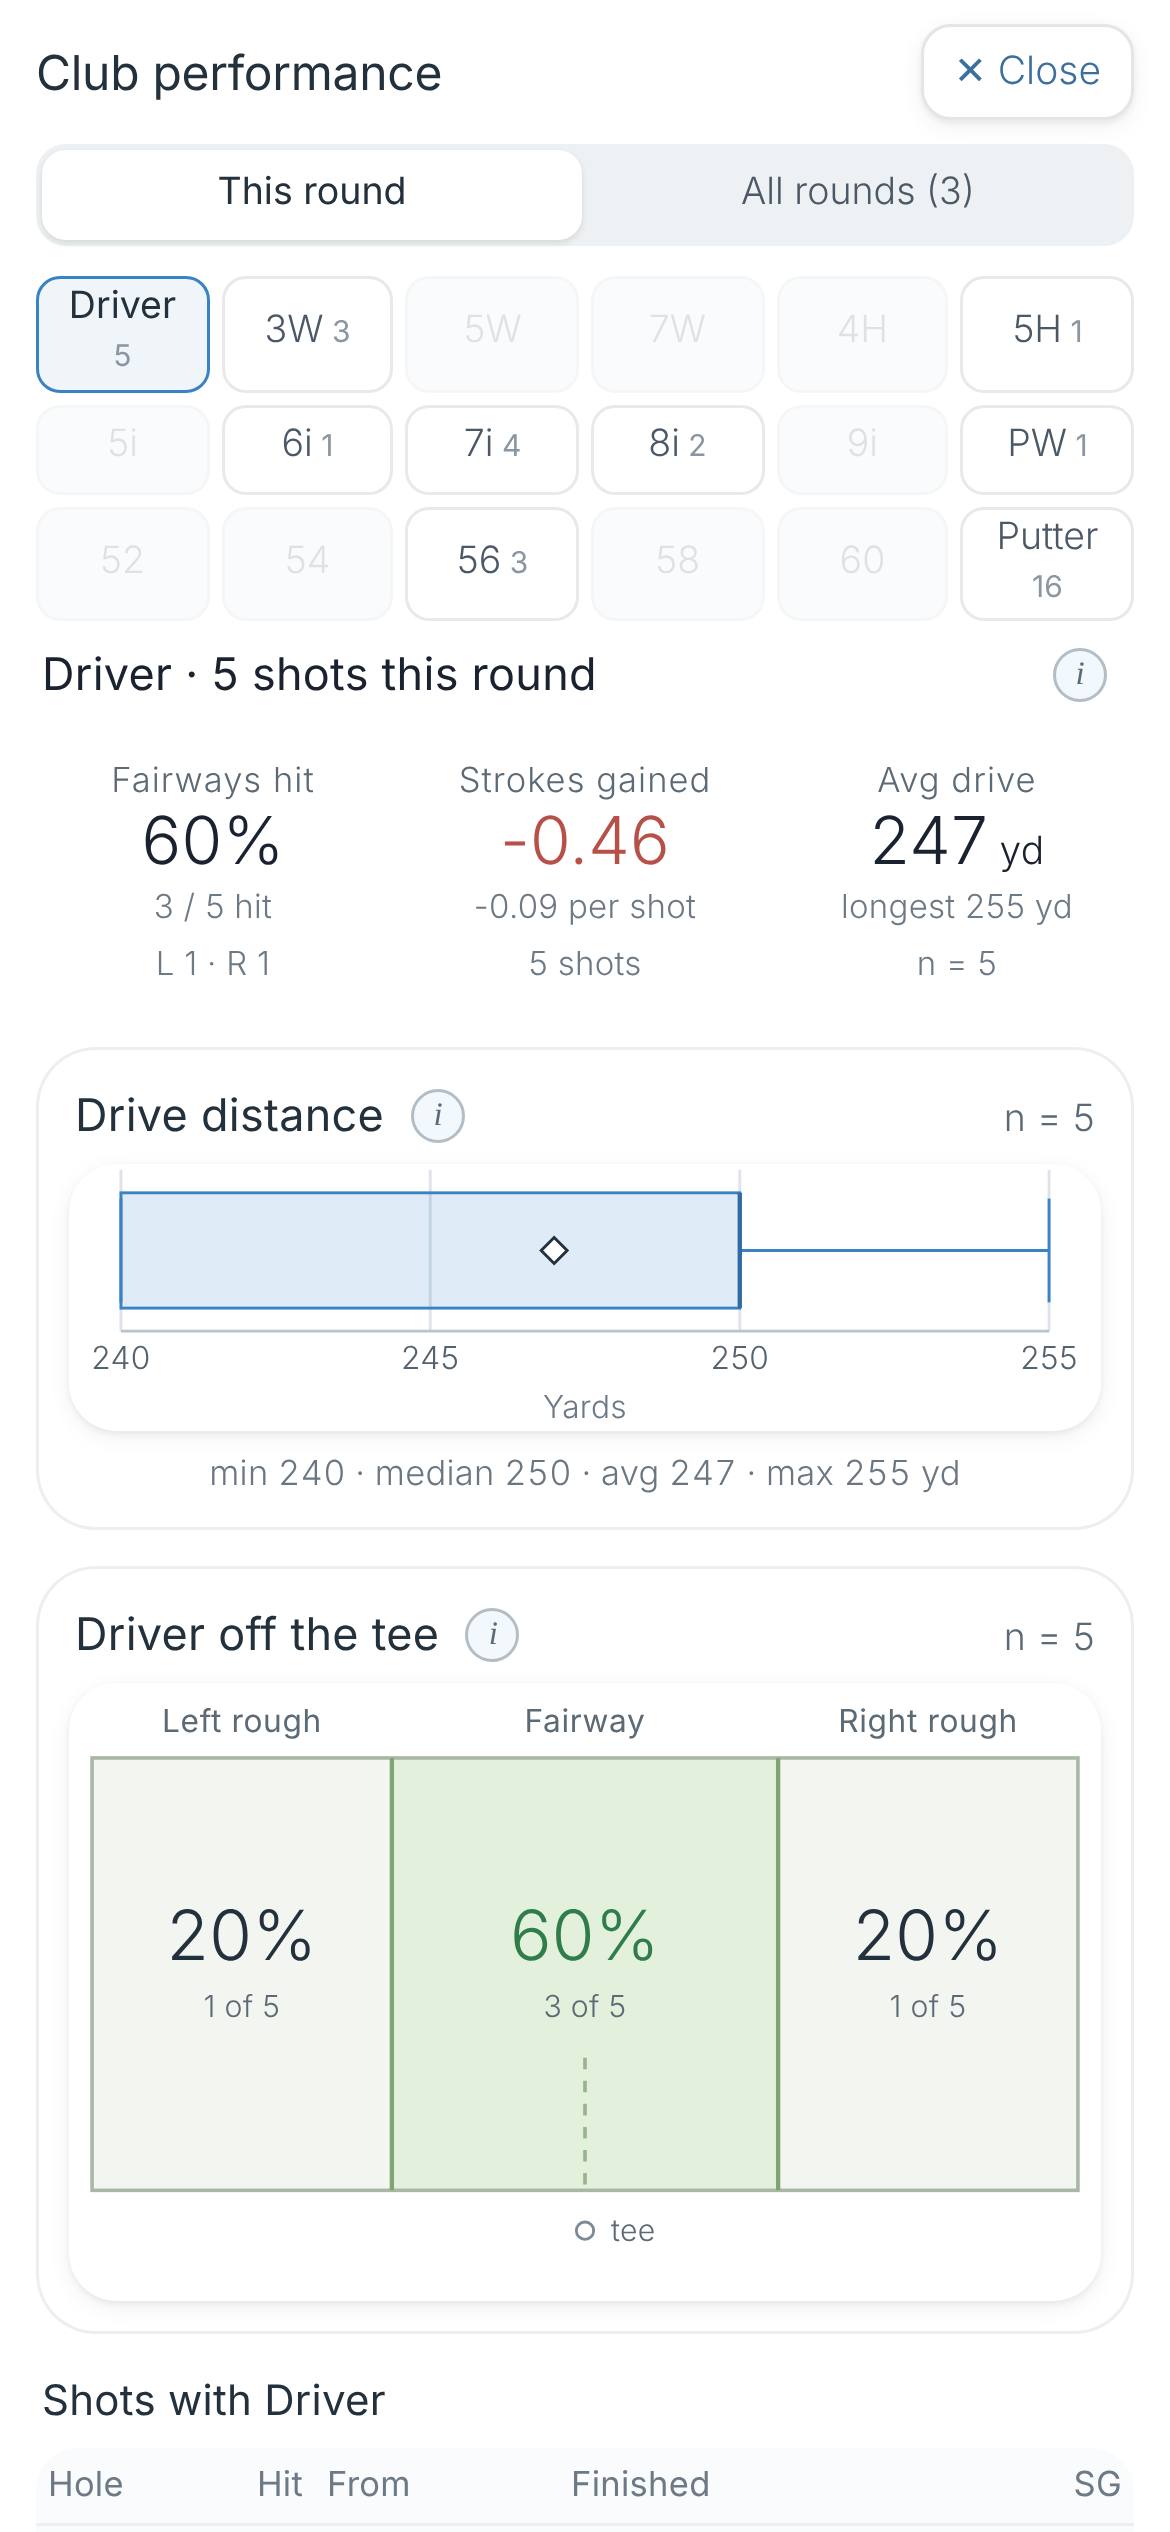 Club performance
✕ Close
This round
All rounds (3)
Driver 5
3W 3
5W
7W
4H
5H 1
5i
6i 1
7i 4
8i 2
9i
PW 1
52
54
56 3
58
60
Putter 16
Driver · 5 shots this round
i
Fairways hit
60%
3 / 5 hit
L 1 · R 1
Strokes gained
-0.46
-0.09 per shot
5 shots
Avg drive
247 yd
longest 255 yd
n = 5
Drive distance
i
n = 5
240 245 250 255
Yards
min 240 · median 250 · avg 247 · max 255 yd
Driver off the tee
i
n = 5
Left rough
Fairway
Right rough
20%
1 of 5
60%
3 of 5
20%
1 of 5
tee
Shots with Driver
Hole Hit From Finished SG